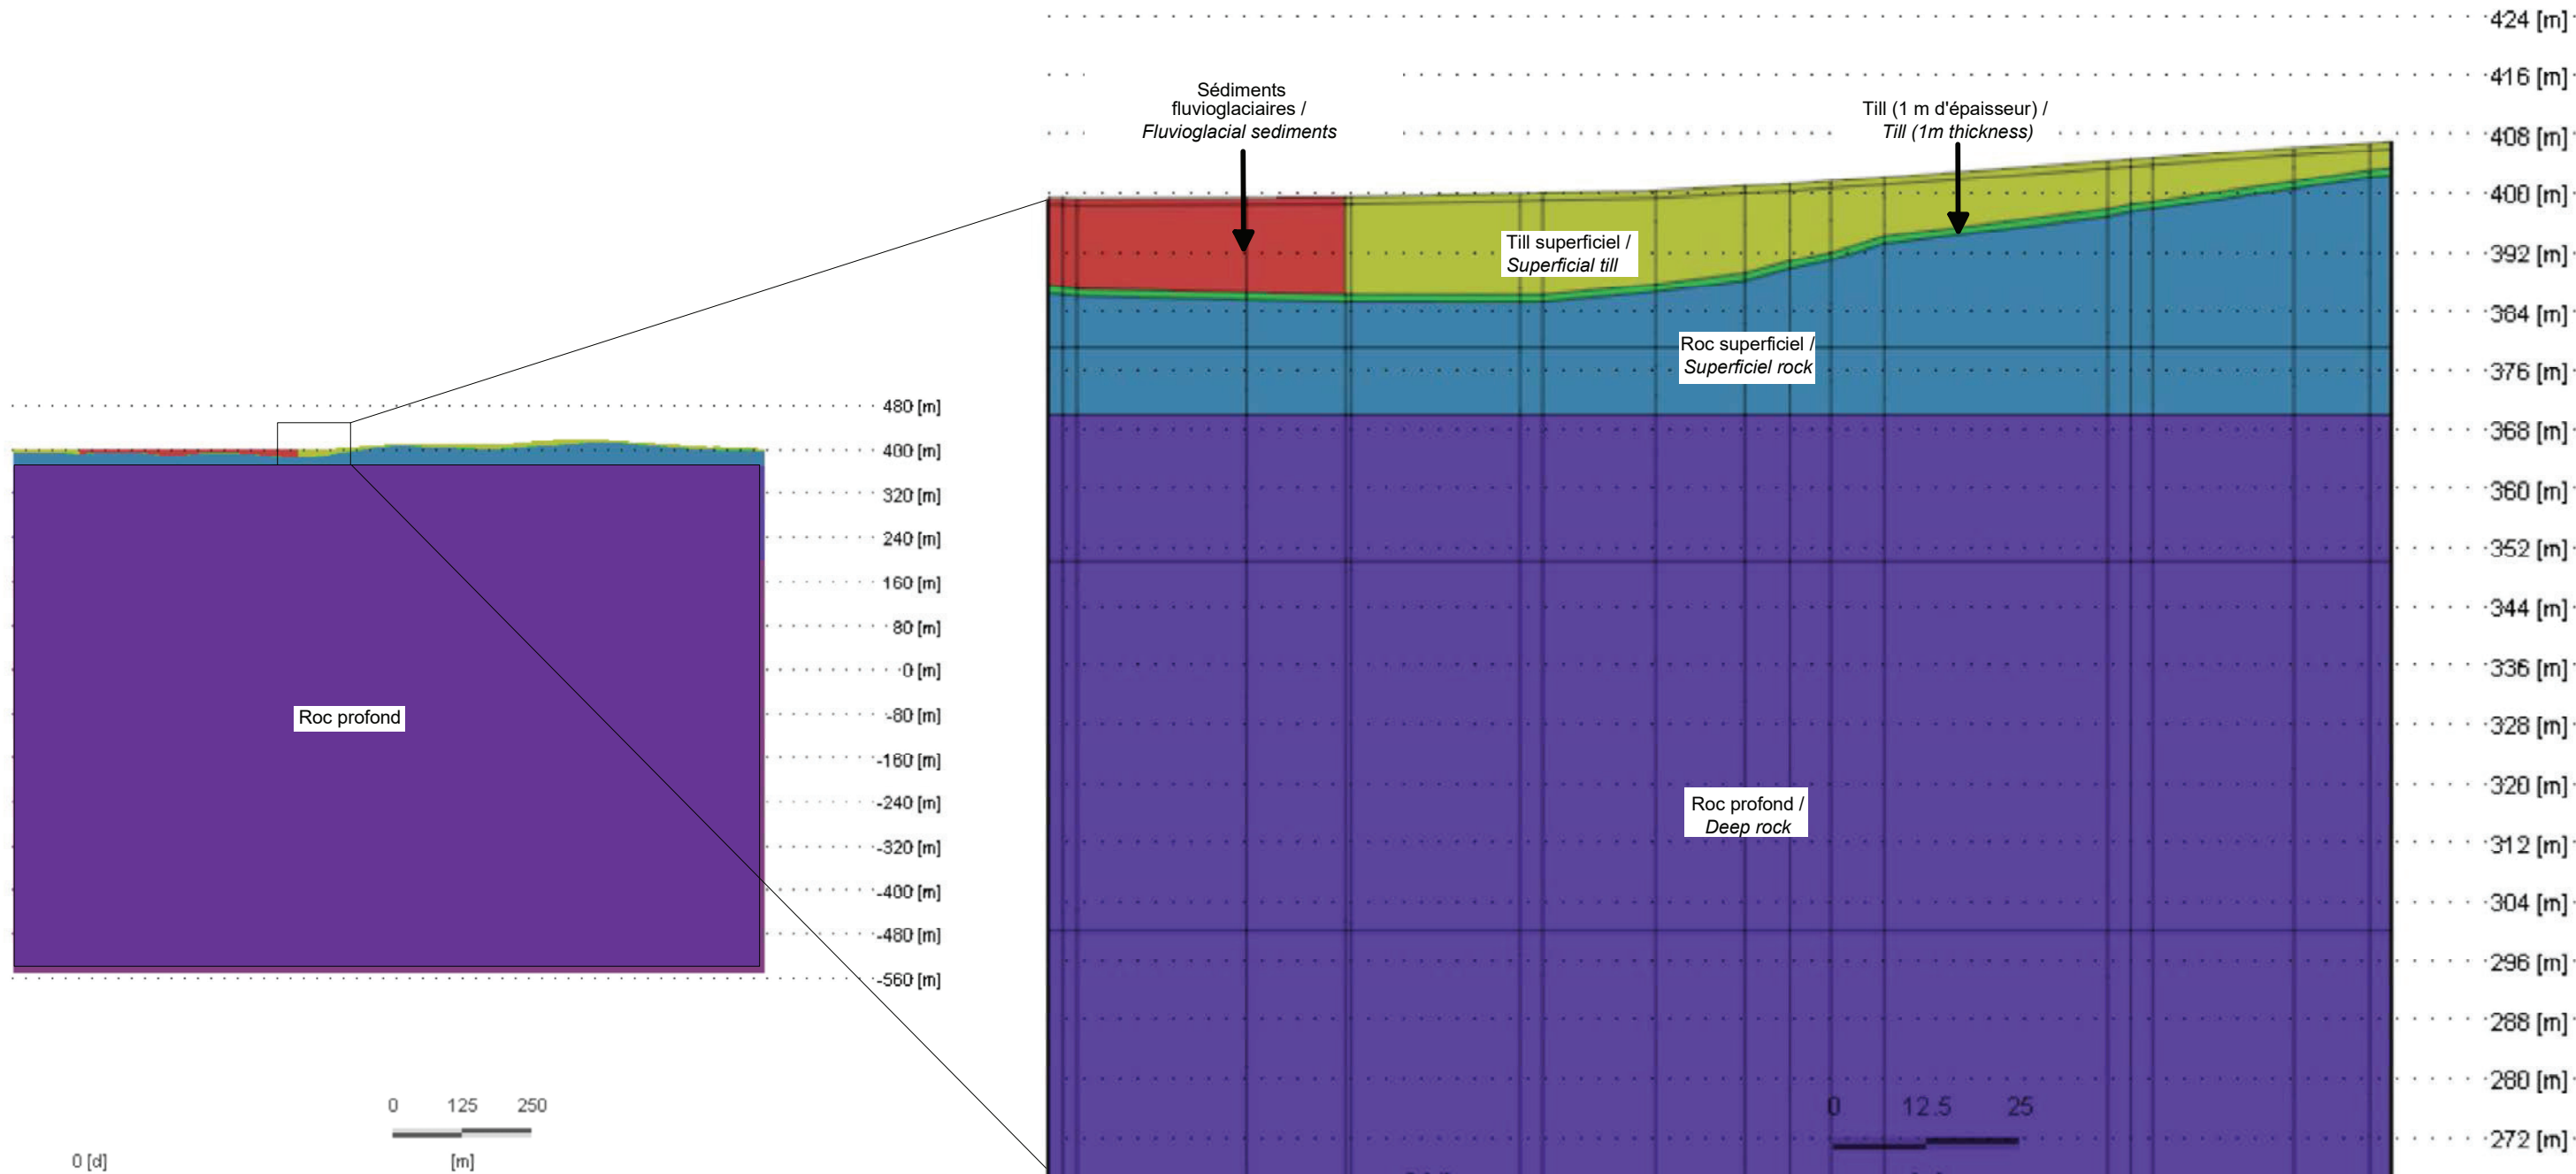 424 [m]
416 [m]
Sédiments
fluvioglaciaires /
Fluvioglacial sediments
Till (1 m d'épaisseur) /
Till (1m thickness)
408 [m]
400 [m]
Till superficiel /
Superficial till
392 [m]
384 [m]
Roc superficiel /
Superficiel rock
376 [m]
368 [m]
360 [m]
352 [m]
344 [m]
336 [m]
328 [m]
320 [m]
Roc profond /
Deep rock
312 [m]
304 [m]
296 [m]
288 [m]
280 [m]
272 [m]
0 12.5 25
480 [m]
400 [m]
320 [m]
240 [m]
160 [m]
80 [m]
0 [m]
Roc profond
-80 [m]
-160 [m]
-240 [m]
-320 [m]
-400 [m]
-480 [m]
-560 [m]
0 125 250
0 [d]
[m]